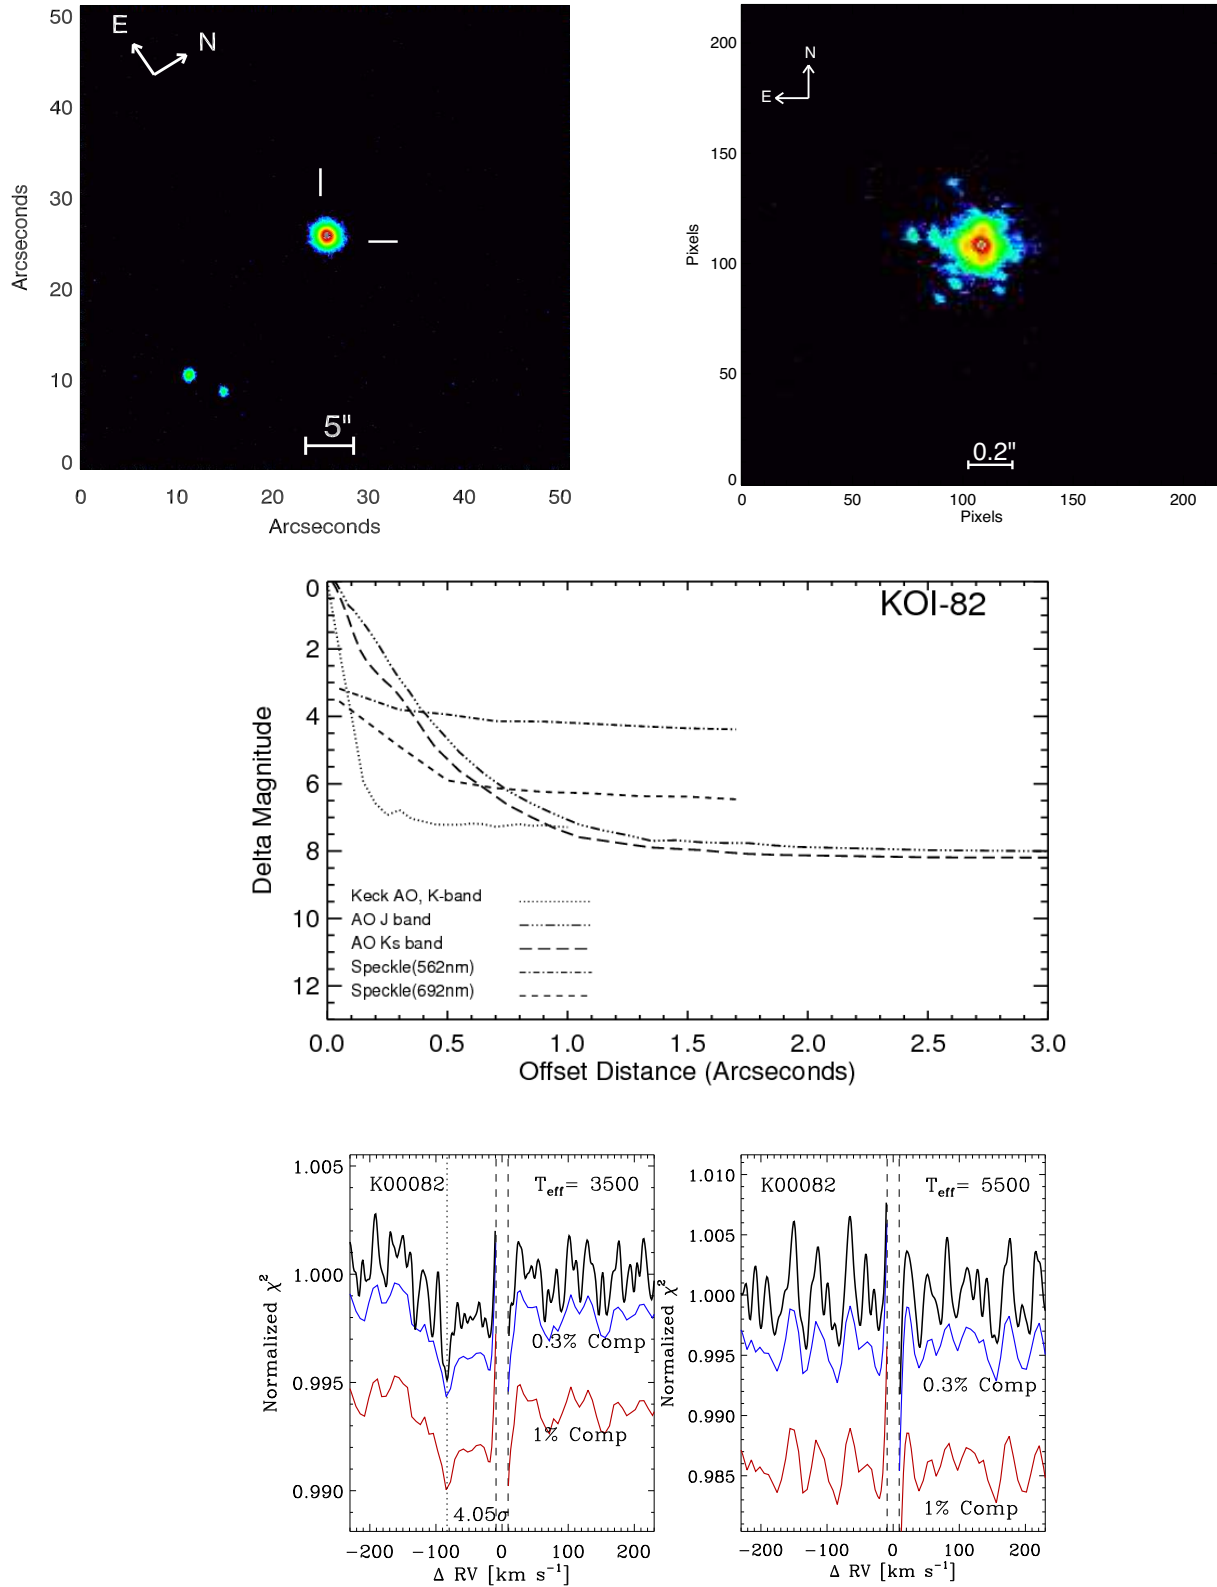 50
40
30
20
10
0
Arcseconds
E
N
5"
0 10 20 30 40 50
Arcseconds
200
150
100
50
0
Pixels
N
E
0.2"
0 50 100 150 200
Pixels
KOI-82
0
2
4
6
8
10
12
Delta Magnitude
Keck AO, K-band
AO J band
AO Ks band
Speckle(562nm)
Speckle(692nm)
0.0 0.5 1.0 1.5 2.0 2.5 3.0
Offset Distance (Arcseconds)
1.005
1.000
0.995
0.990
Normalized χ²
K00082
Teff= 3500
0.3% Comp
1% Comp
4.05σ
−200 −100 0 100 200
Δ RV [km s⁻¹]
1.010
1.005
1.000
0.995
0.990
0.985
Normalized χ²
K00082
Teff= 5500
0.3% Comp
1% Comp
−200 −100 0 100 200
Δ RV [km s⁻¹]